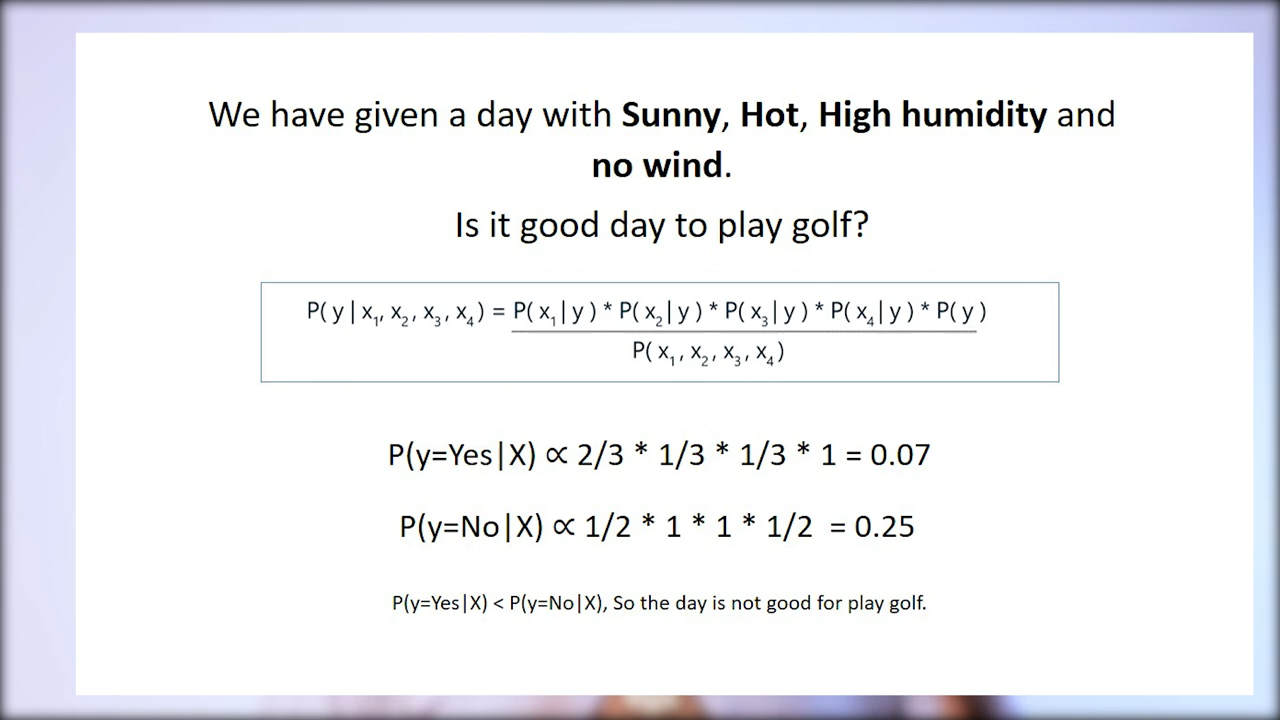 We have given a day with Sunny, Hot, High humidity and
no wind.
Is it good day to play golf?
P( y | x₁, x₂, x₃, x₄ ) = P( x₁ | y ) * P( x₂ | y ) * P( x₃ | y ) * P( x₄ | y ) * P( y )
P( x₁ , x₂ , x₃ , x₄ )
P(y=Yes|X) ∝ 2/3 * 1/3 * 1/3 * 1 = 0.07
P(y=No|X) ∝ 1/2 * 1 * 1 * 1/2 = 0.25
P(y=Yes|X) < P(y=No|X), So the day is not good for play golf.